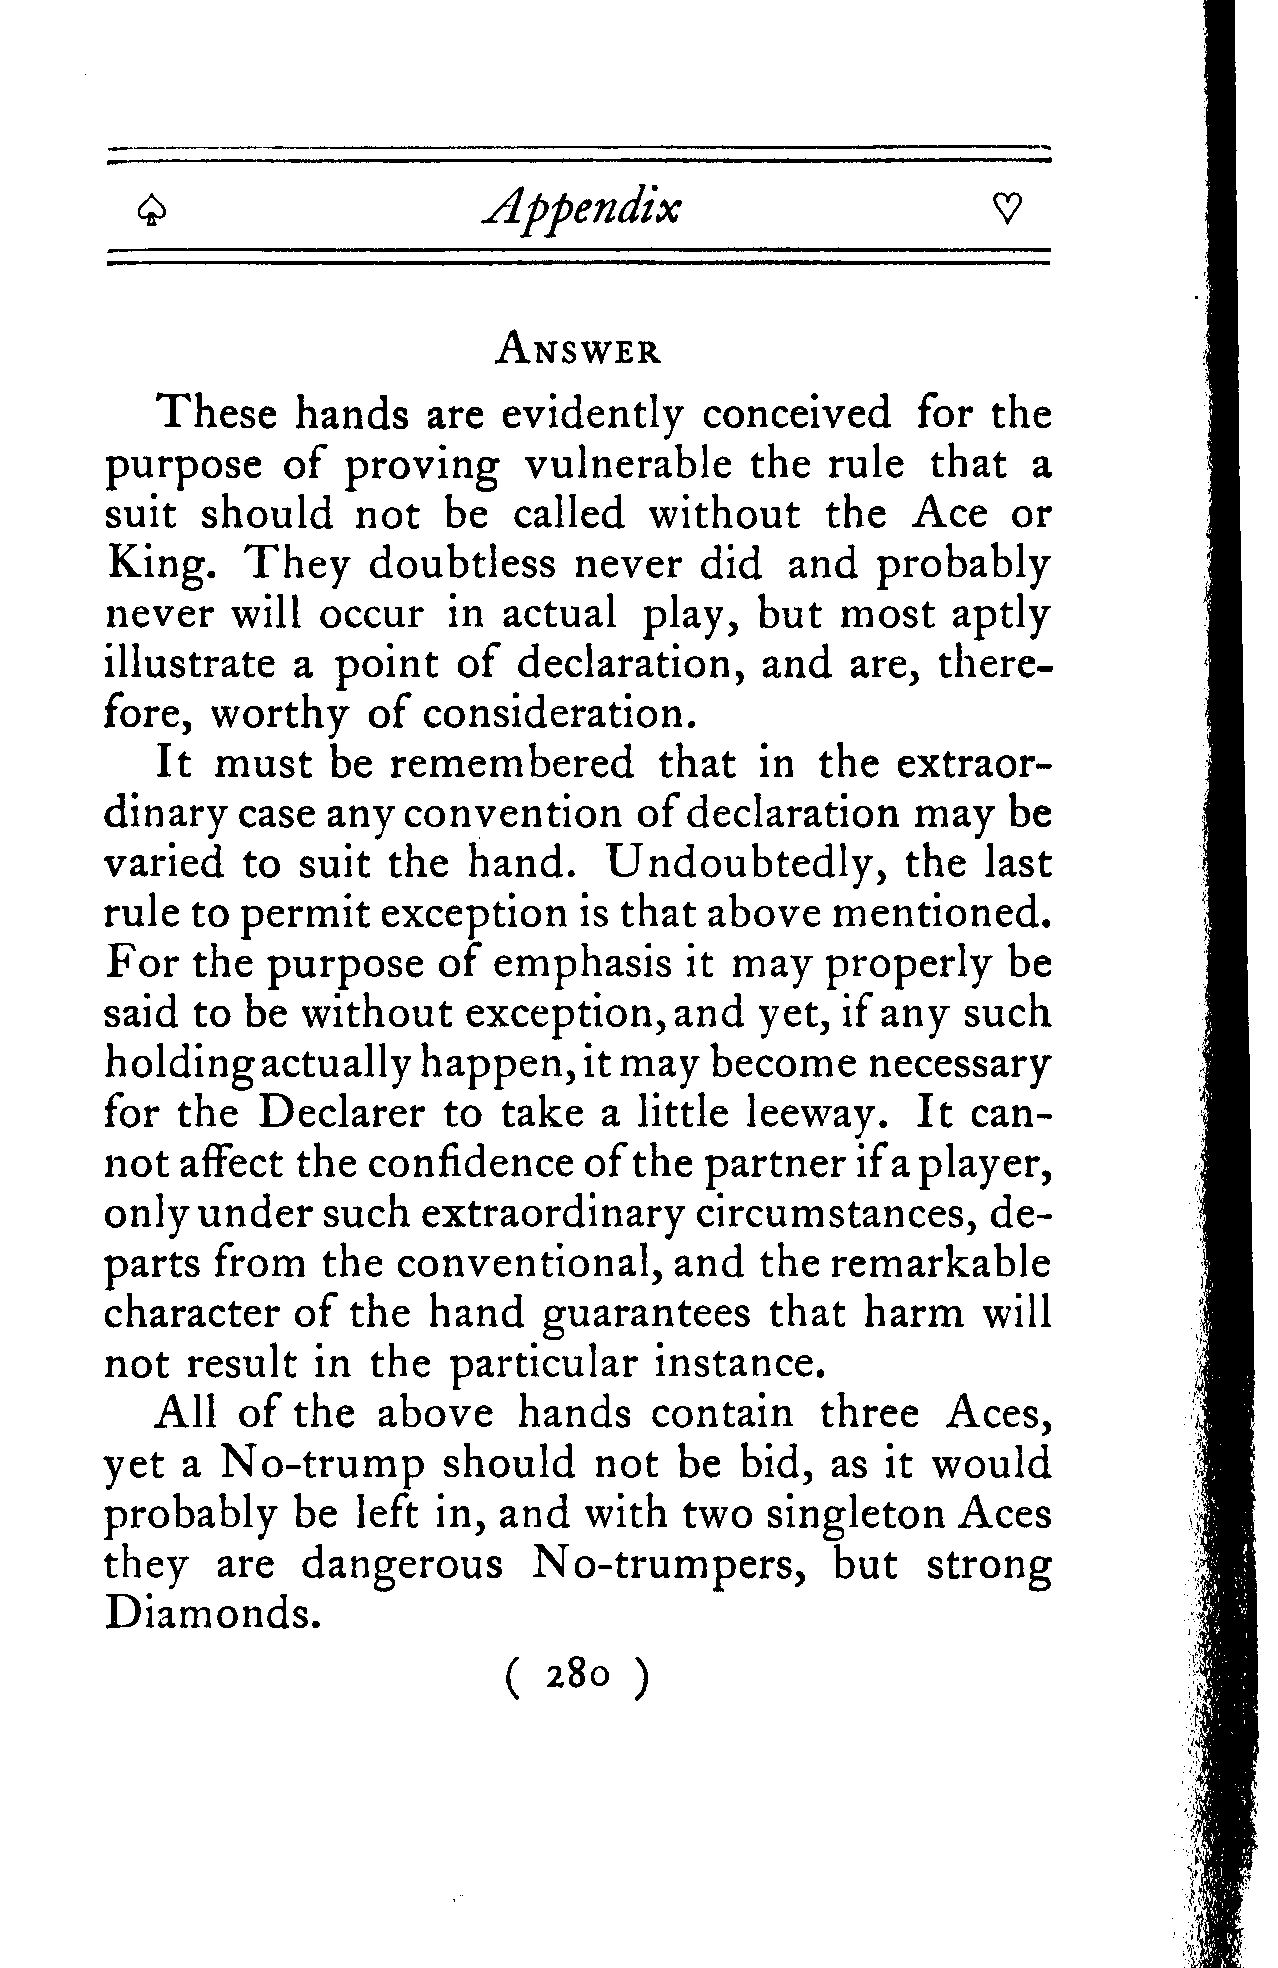 ♤ Appendix ♡
Answer
These hands are evidently conceived for the
purpose of proving vulnerable the rule that a
suit should not be called without the Ace or
King. They doubtless never did and probably
never will occur in actual play, but most aptly
illustrate a point of declaration, and are, there-
fore, worthy of consideration.
It must be remembered that in the extraor-
dinary case any convention of declaration may be
varied to suit the hand. Undoubtedly, the last
rule to permit exception is that above mentioned.
For the purpose of emphasis it may properly be
said to be without exception, and yet, if any such
holding actually happen, it may become necessary
for the Declarer to take a little leeway. It can-
not affect the confidence of the partner if a player,
only under such extraordinary circumstances, de-
parts from the conventional, and the remarkable
character of the hand guarantees that harm will
not result in the particular instance.
All of the above hands contain three Aces,
yet a No-trump should not be bid, as it would
probably be left in, and with two singleton Aces
they are dangerous No-trumpers, but strong
Diamonds.
( 280 )